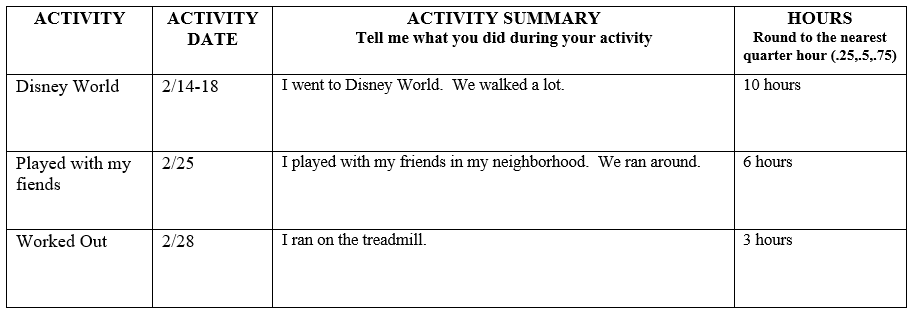 ACTIVITY
ACTIVITY DATE
ACTIVITY SUMMARY
Tell me what you did during your activity
HOURS
Round to the nearest
quarter hour (.25,.5,.75)
Disney World
2/14-18
I went to Disney World.  We walked a lot.
10 hours
Played with my
fiends
2/25
I played with my friends in my neighborhood.  We ran around.
6 hours
Worked Out
2/28
I ran on the treadmill.
3 hours